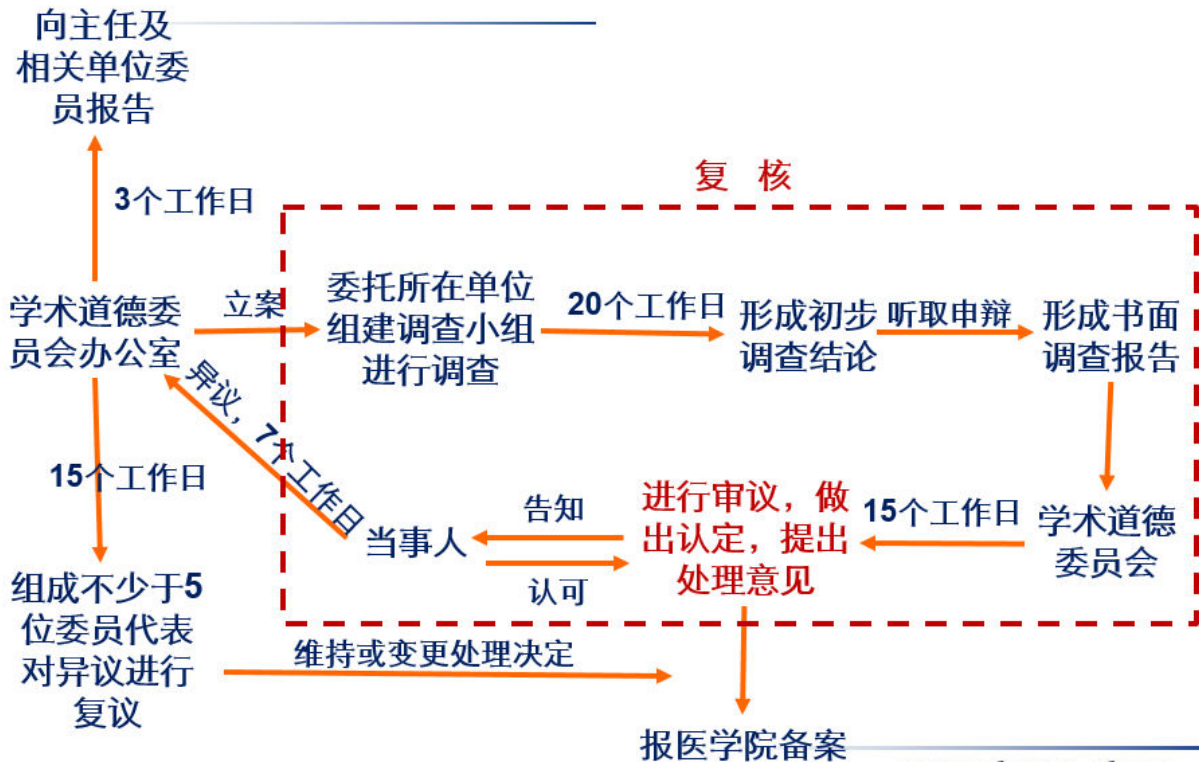 向主任及
相关单位委
员报告
3个工作日
复 核
学术道德委
员会办公室
立案
委托所在单位
组建调查小组
进行调查
20个工作日
形成初步
调查结论
听取申辩
形成书面
调查报告
异议，7个工作日
15个工作日
当事人
告知
认可
进行审议，做
出认定，提出
处理意见
15个工作日
学术道德
委员会
组成不少于5
位委员代表
对异议进行
复议
维持或变更处理决定
报医学院备案